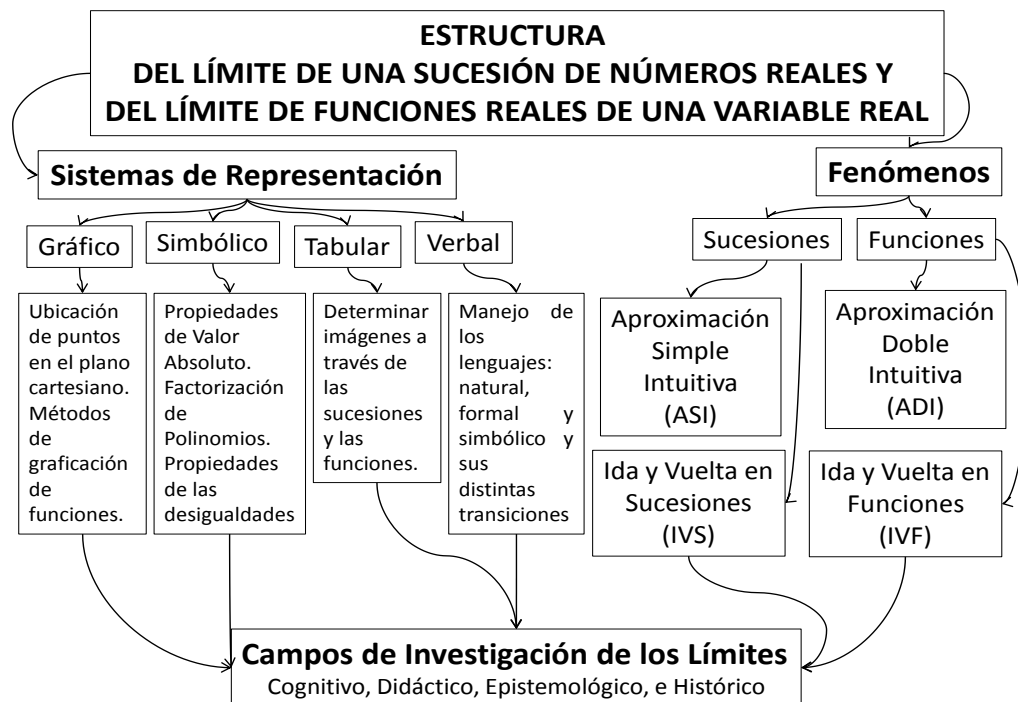 ESTRUCTURA
DEL LÍMITE DE UNA SUCESIÓN DE NÚMEROS REALES Y
DEL LÍMITE DE FUNCIONES REALES DE UNA VARIABLE REAL
Sistemas de Representación
Fenómenos
Gráfico
Simbólico
Tabular
Verbal
Sucesiones
Funciones
Ubicación
de puntos
en el plano
cartesiano.
Métodos
de
graficación
de
funciones.
Propiedades
de Valor
Absoluto.
Factorización
de
Polinomios.
Propiedades
de las
desigualdades
Determinar
imágenes a
través de
las
sucesiones
y las
funciones.
Manejo de
los
lenguajes:
natural,
formal y
simbólico y
sus
distintas
transiciones
Aproximación
Simple
Intuitiva
(ASI)
Aproximación
Doble
Intuitiva
(ADI)
Ida y Vuelta en
Sucesiones
(IVS)
Ida y Vuelta en
Funciones
(IVF)
Campos de Investigación de los Límites
Cognitivo, Didáctico, Epistemológico, e Histórico